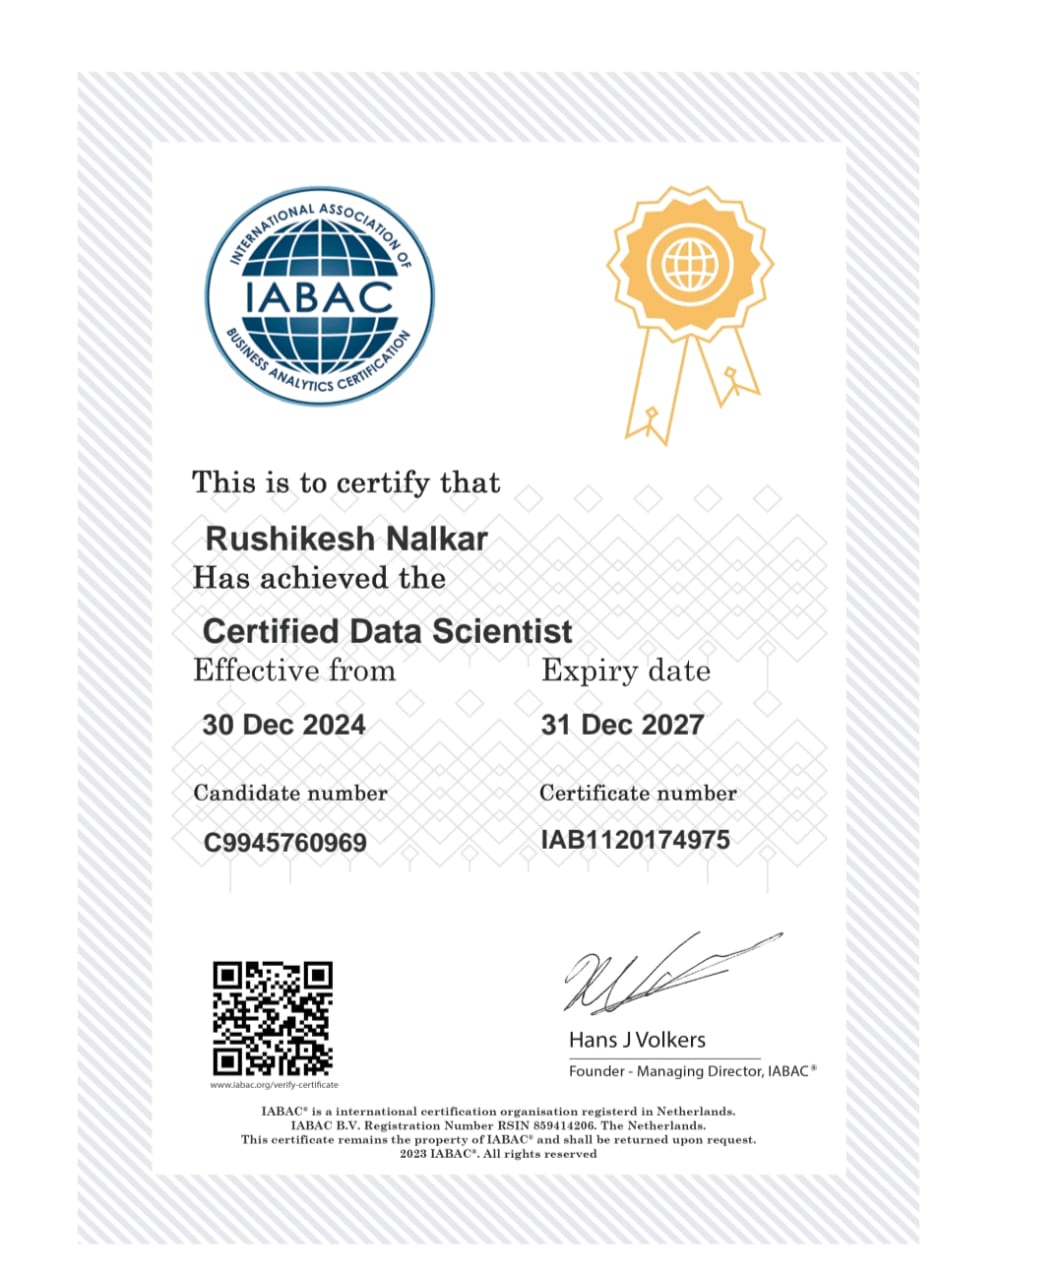 INTERNATIONAL ASSOCIATION OF
IABAC
BUSINESS ANALYTICS CERTIFICATION
This is to certify that
Rushikesh Nalkar
Has achieved the
Certified Data Scientist
Effective from
Expiry date
30 Dec 2024
31 Dec 2027
Candidate number
Certificate number
C9945760969
IAB1120174975
www.iabac.org/verify-certificate
Hans J Volkers
Founder - Managing Director, IABAC®
IABAC® is a international certification organisation registerd in Netherlands.
IABAC B.V. Registration Number RSIN 859414206. The Netherlands.
This certificate remains the property of IABAC® and shall be returned upon request.
2023 IABAC®. All rights reserved